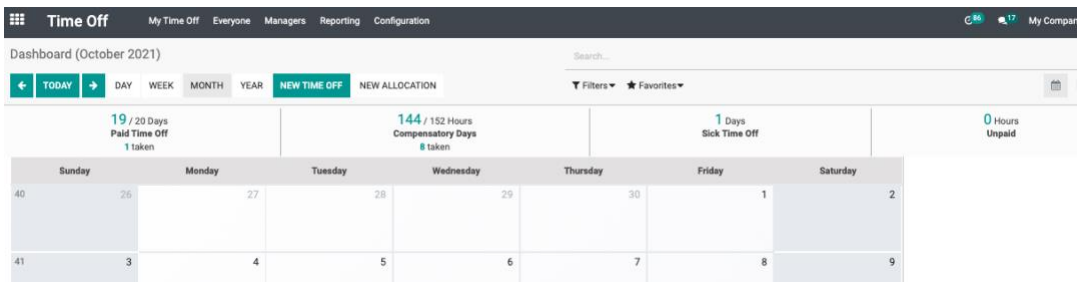 Time Off My Time Off Everyone Managers Reporting Configuration 86 17 My Compan
Dashboard (October 2021) Search...
TODAY DAY WEEK MONTH YEAR NEW TIME OFF NEW ALLOCATION Filters Favorites
19 / 20 Days 144 / 152 Hours 1 Days 0 Hours
Paid Time Off Compensatory Days Sick Time Off Unpaid
1 taken 8 taken
Sunday Monday Tuesday Wednesday Thursday Friday Saturday
40 26 27 28 29 30 1 2
41 3 4 5 6 7 8 9